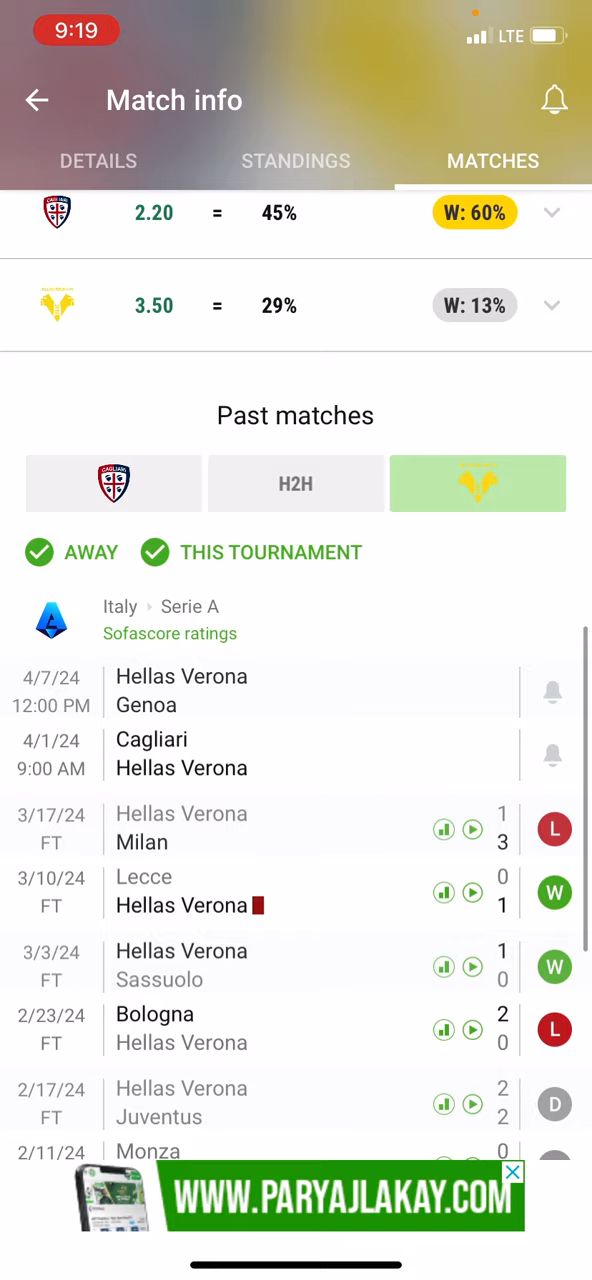 9:19
LTE
Match info
DETAILS STANDINGS MATCHES
CAGLIARI 2.20 = 45% W: 60%
3.50 = 29% W: 13%
Past matches
CAGLIARI H2H
AWAY THIS TOURNAMENT
Italy Serie A
Sofascore ratings
4/7/24 Hellas Verona
12:00 PM Genoa
4/1/24 Cagliari
9:00 AM Hellas Verona
3/17/24 Hellas Verona 1 L
FT Milan 3
3/10/24 Lecce 0 W
FT Hellas Verona 1
3/3/24 Hellas Verona 1 W
FT Sassuolo 0
2/23/24 Bologna 2 L
FT Hellas Verona 0
2/17/24 Hellas Verona 2 D
FT Juventus 2
2/11/24 Monza 0
WWW.PARYAJLAKAY.COM